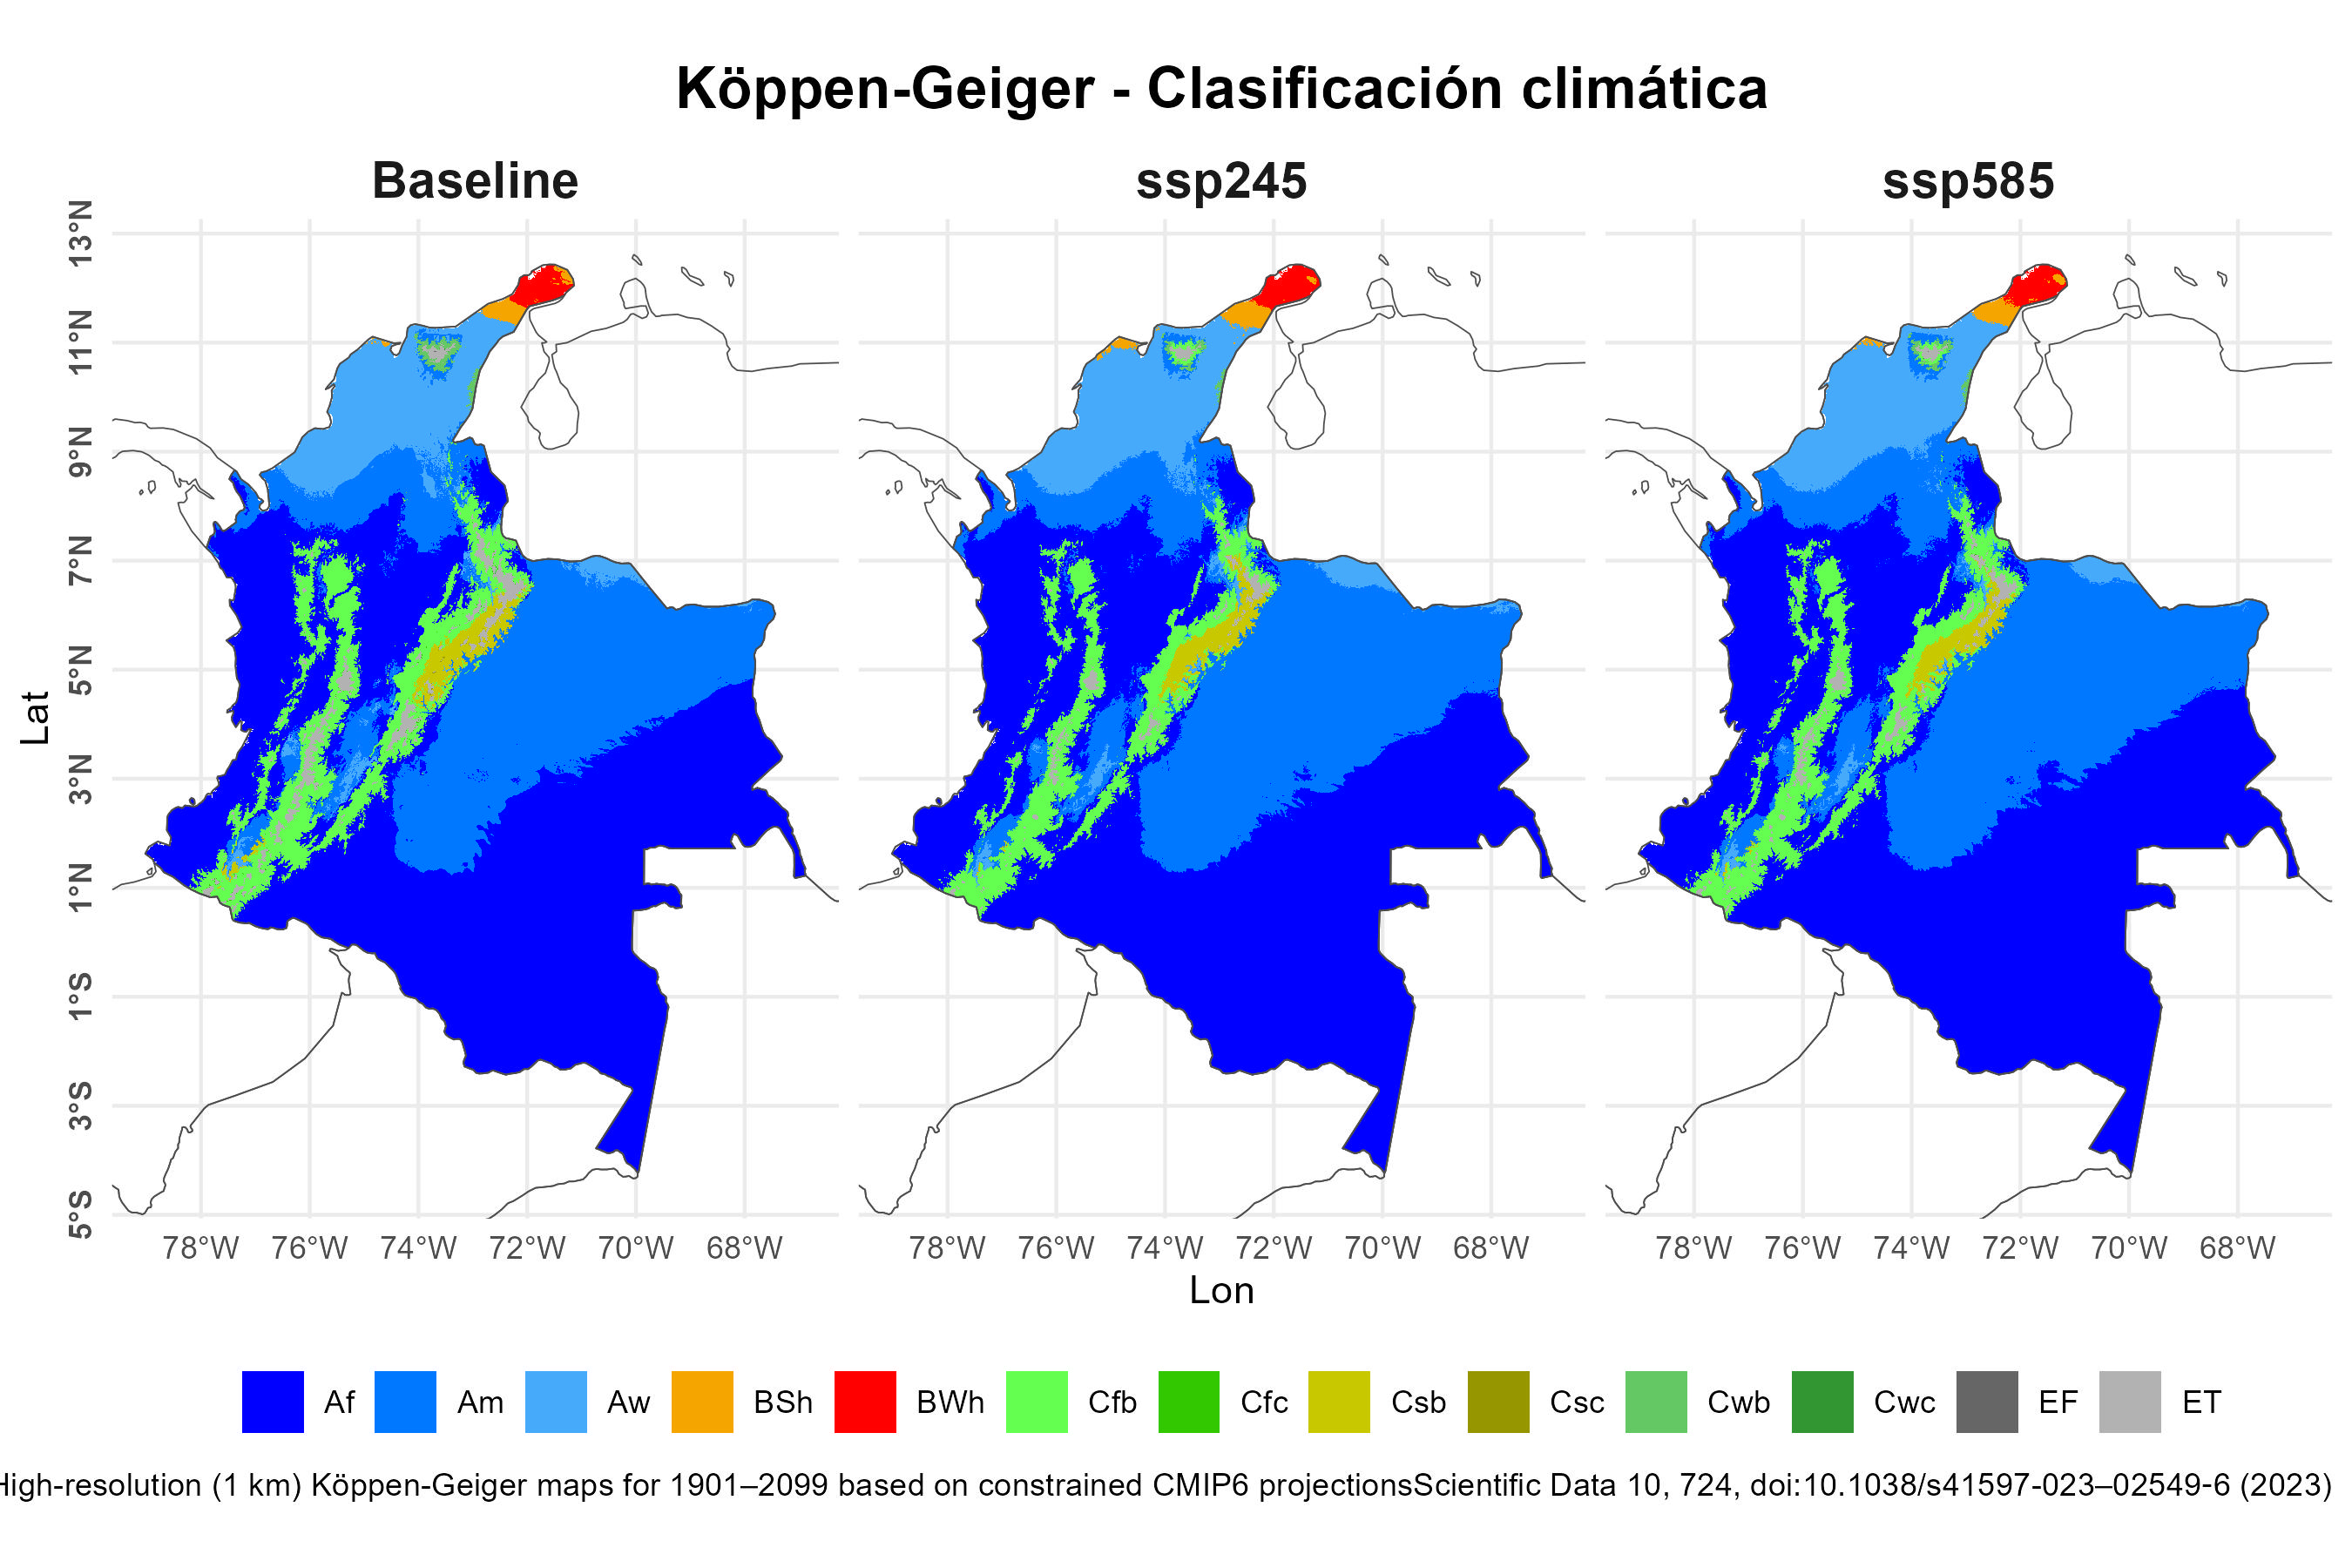 Köppen-Geiger - Clasificación climática
Baseline
ssp245
ssp585
13°N
11°N
9°N
7°N
5°N
3°N
1°N
1°S
3°S
5°S
Lat
78°W 76°W 74°W 72°W 70°W 68°W
78°W 76°W 74°W 72°W 70°W 68°W
78°W 76°W 74°W 72°W 70°W 68°W
Lon
Af Am Aw BSh BWh Cfb Cfc Csb Csc Cwb Cwc EF ET
High-resolution (1 km) Köppen-Geiger maps for 1901–2099 based on constrained CMIP6 projectionsScientific Data 10, 724, doi:10.1038/s41597-023–02549-6 (2023)